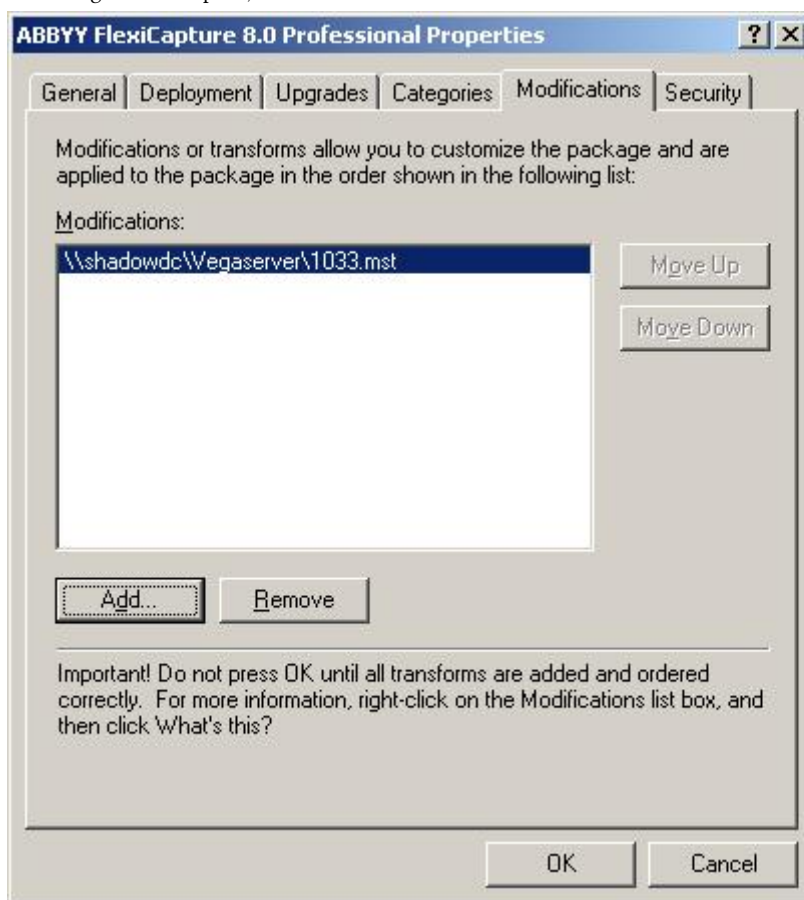 ABBYY FlexiCapture 8.0 Professional Properties
General Deployment Upgrades Categories Modifications Security
Modifications or transforms allow you to customize the package and are
applied to the package in the order shown in the following list:
Modifications:
\\shadowdc\Vegaserver\1033.mst
Move Up
Move Down
Add... Remove
Important! Do not press OK until all transforms are added and ordered
correctly. For more information, right-click on the Modifications list box, and
then click What's this?
OK Cancel